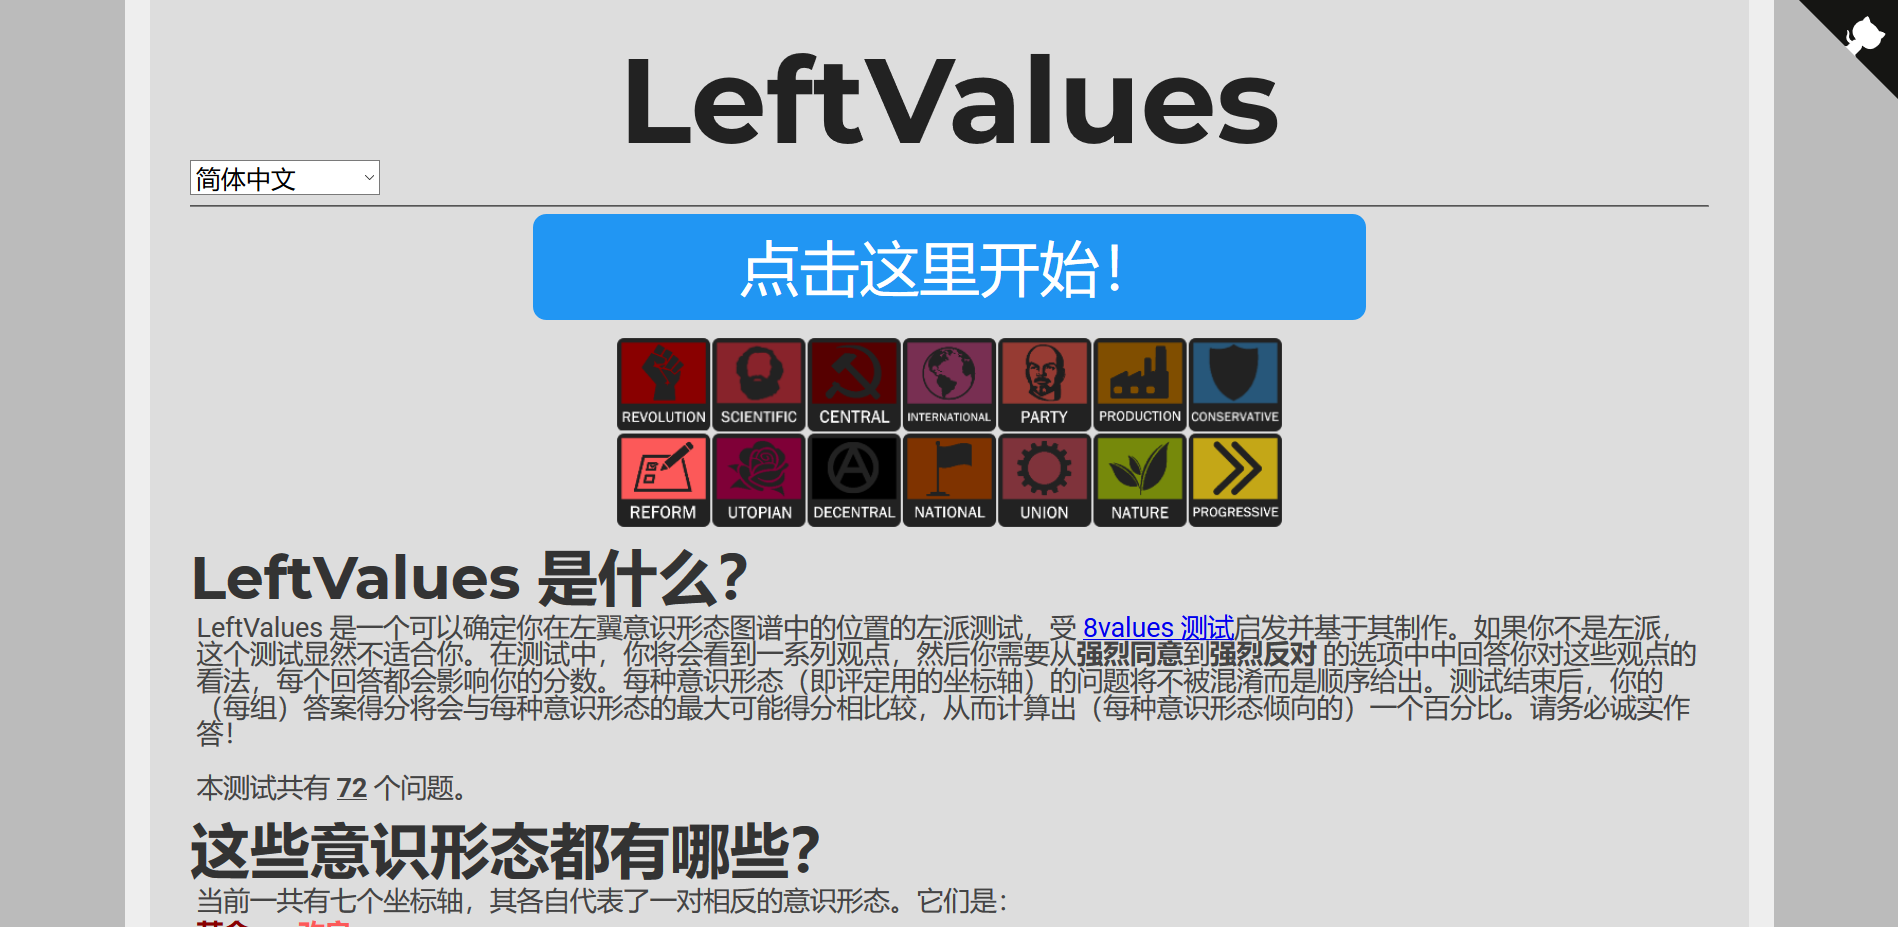 LeftValues
简体中文
点击这里开始！
REVOLUTION SCIENTIFIC CENTRAL INTERNATIONAL PARTY PRODUCTION CONSERVATIVE
REFORM UTOPIAN DECENTRAL NATIONAL UNION NATURE PROGRESSIVE
LeftValues 是什么？
LeftValues 是一个可以确定你在左翼意识形态图谱中的位置的左派测试，受 8values 测试启发并基于其制作。如果你不是左派，
这个测试显然不适合你。在测试中，你将会看到一系列观点，然后你需要从强烈同意到强烈反对 的选项中中回答你对这些观点的
看法，每个回答都会影响你的分数。每种意识形态（即评定用的坐标轴）的问题将不被混淆而是顺序给出。测试结束后，你的
（每组）答案得分将会与每种意识形态的最大可能得分相比较，从而计算出（每种意识形态倾向的）一个百分比。请务必诚实作
答！
本测试共有 72 个问题。
这些意识形态都有哪些？
当前一共有七个坐标轴，其各自代表了一对相反的意识形态。它们是：